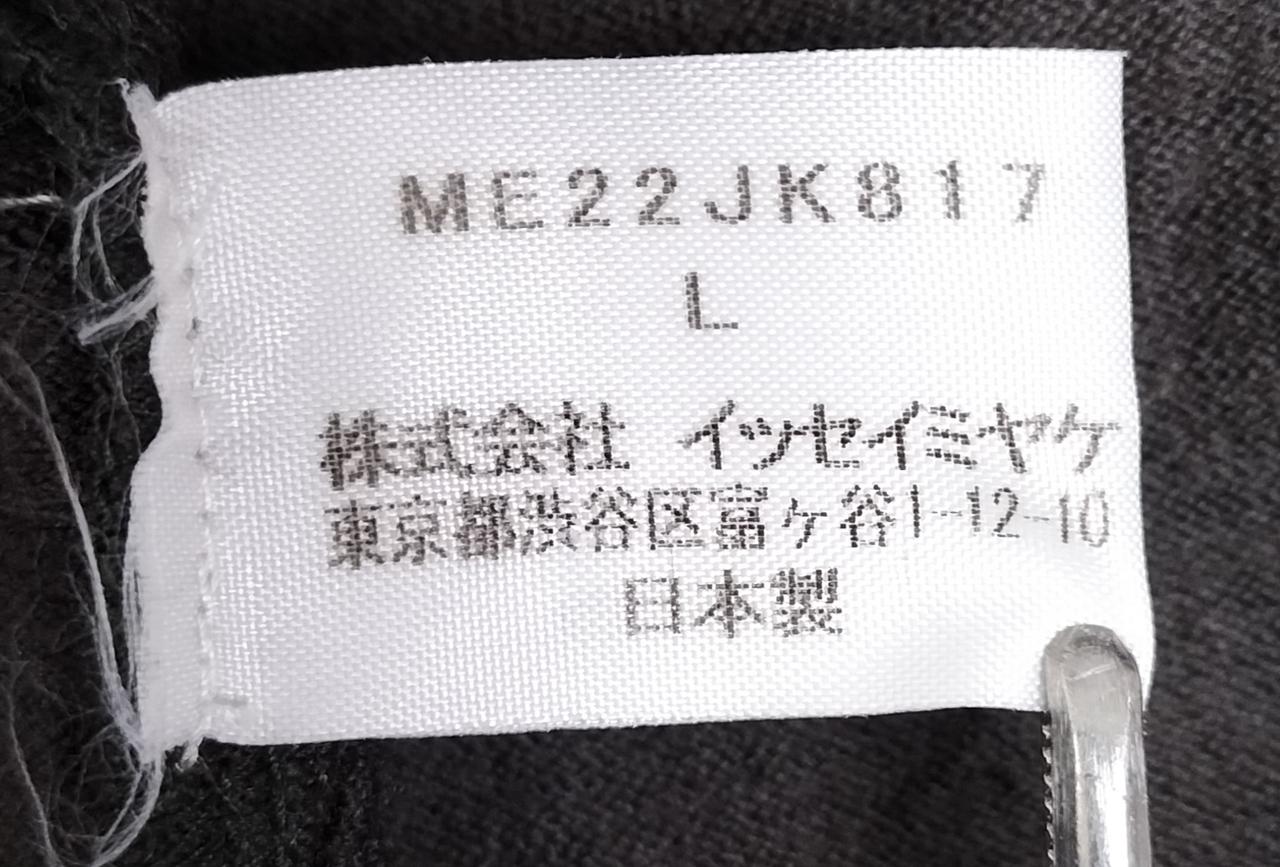 ME22JK817
L
株式会社 イッセイミヤケ
東京都渋谷区富ヶ谷1-12-10
日本製